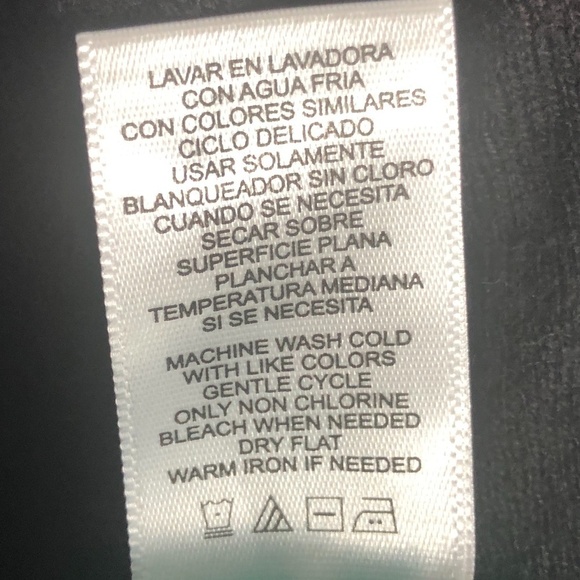 LAVAR EN LAVADORA
CON AGUA FRIA
CON COLORES SIMILARES
CICLO DELICADO
USAR SOLAMENTE
BLANQUEADOR SIN CLORO
CUANDO SE NECESITA
SECAR SOBRE
SUPERFICIE PLANA
PLANCHAR A
TEMPERATURA MEDIANA
SI SE NECESITA
MACHINE WASH COLD
WITH LIKE COLORS
GENTLE CYCLE
ONLY NON CHLORINE
BLEACH WHEN NEEDED
DRY FLAT
WARM IRON IF NEEDED